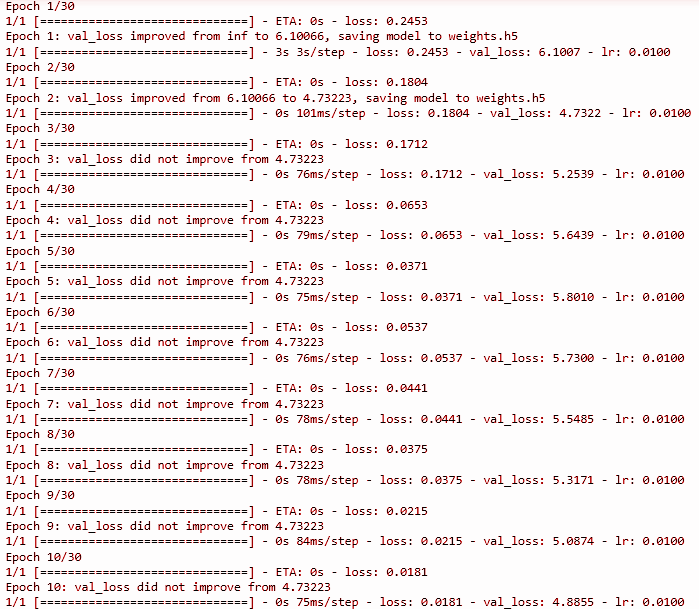 Epoch 1/30
1/1 [==============================] - ETA: 0s - loss: 0.2453
Epoch 1: val_loss improved from inf to 6.10066, saving model to weights.h5
1/1 [==============================] - 3s 3s/step - loss: 0.2453 - val_loss: 6.1007 - lr: 0.0100
Epoch 2/30
1/1 [==============================] - ETA: 0s - loss: 0.1804
Epoch 2: val_loss improved from 6.10066 to 4.73223, saving model to weights.h5
1/1 [==============================] - 0s 101ms/step - loss: 0.1804 - val_loss: 4.7322 - lr: 0.0100
Epoch 3/30
1/1 [==============================] - ETA: 0s - loss: 0.1712
Epoch 3: val_loss did not improve from 4.73223
1/1 [==============================] - 0s 76ms/step - loss: 0.1712 - val_loss: 5.2539 - lr: 0.0100
Epoch 4/30
1/1 [==============================] - ETA: 0s - loss: 0.0653
Epoch 4: val_loss did not improve from 4.73223
1/1 [==============================] - 0s 79ms/step - loss: 0.0653 - val_loss: 5.6439 - lr: 0.0100
Epoch 5/30
1/1 [==============================] - ETA: 0s - loss: 0.0371
Epoch 5: val_loss did not improve from 4.73223
1/1 [==============================] - 0s 75ms/step - loss: 0.0371 - val_loss: 5.8010 - lr: 0.0100
Epoch 6/30
1/1 [==============================] - ETA: 0s - loss: 0.0537
Epoch 6: val_loss did not improve from 4.73223
1/1 [==============================] - 0s 76ms/step - loss: 0.0537 - val_loss: 5.7300 - lr: 0.0100
Epoch 7/30
1/1 [==============================] - ETA: 0s - loss: 0.0441
Epoch 7: val_loss did not improve from 4.73223
1/1 [==============================] - 0s 78ms/step - loss: 0.0441 - val_loss: 5.5485 - lr: 0.0100
Epoch 8/30
1/1 [==============================] - ETA: 0s - loss: 0.0375
Epoch 8: val_loss did not improve from 4.73223
1/1 [==============================] - 0s 78ms/step - loss: 0.0375 - val_loss: 5.3171 - lr: 0.0100
Epoch 9/30
1/1 [==============================] - ETA: 0s - loss: 0.0215
Epoch 9: val_loss did not improve from 4.73223
1/1 [==============================] - 0s 84ms/step - loss: 0.0215 - val_loss: 5.0874 - lr: 0.0100
Epoch 10/30
1/1 [==============================] - ETA: 0s - loss: 0.0181
Epoch 10: val_loss did not improve from 4.73223
1/1 [==============================] - 0s 75ms/step - loss: 0.0181 - val_loss: 4.8855 - lr: 0.0100